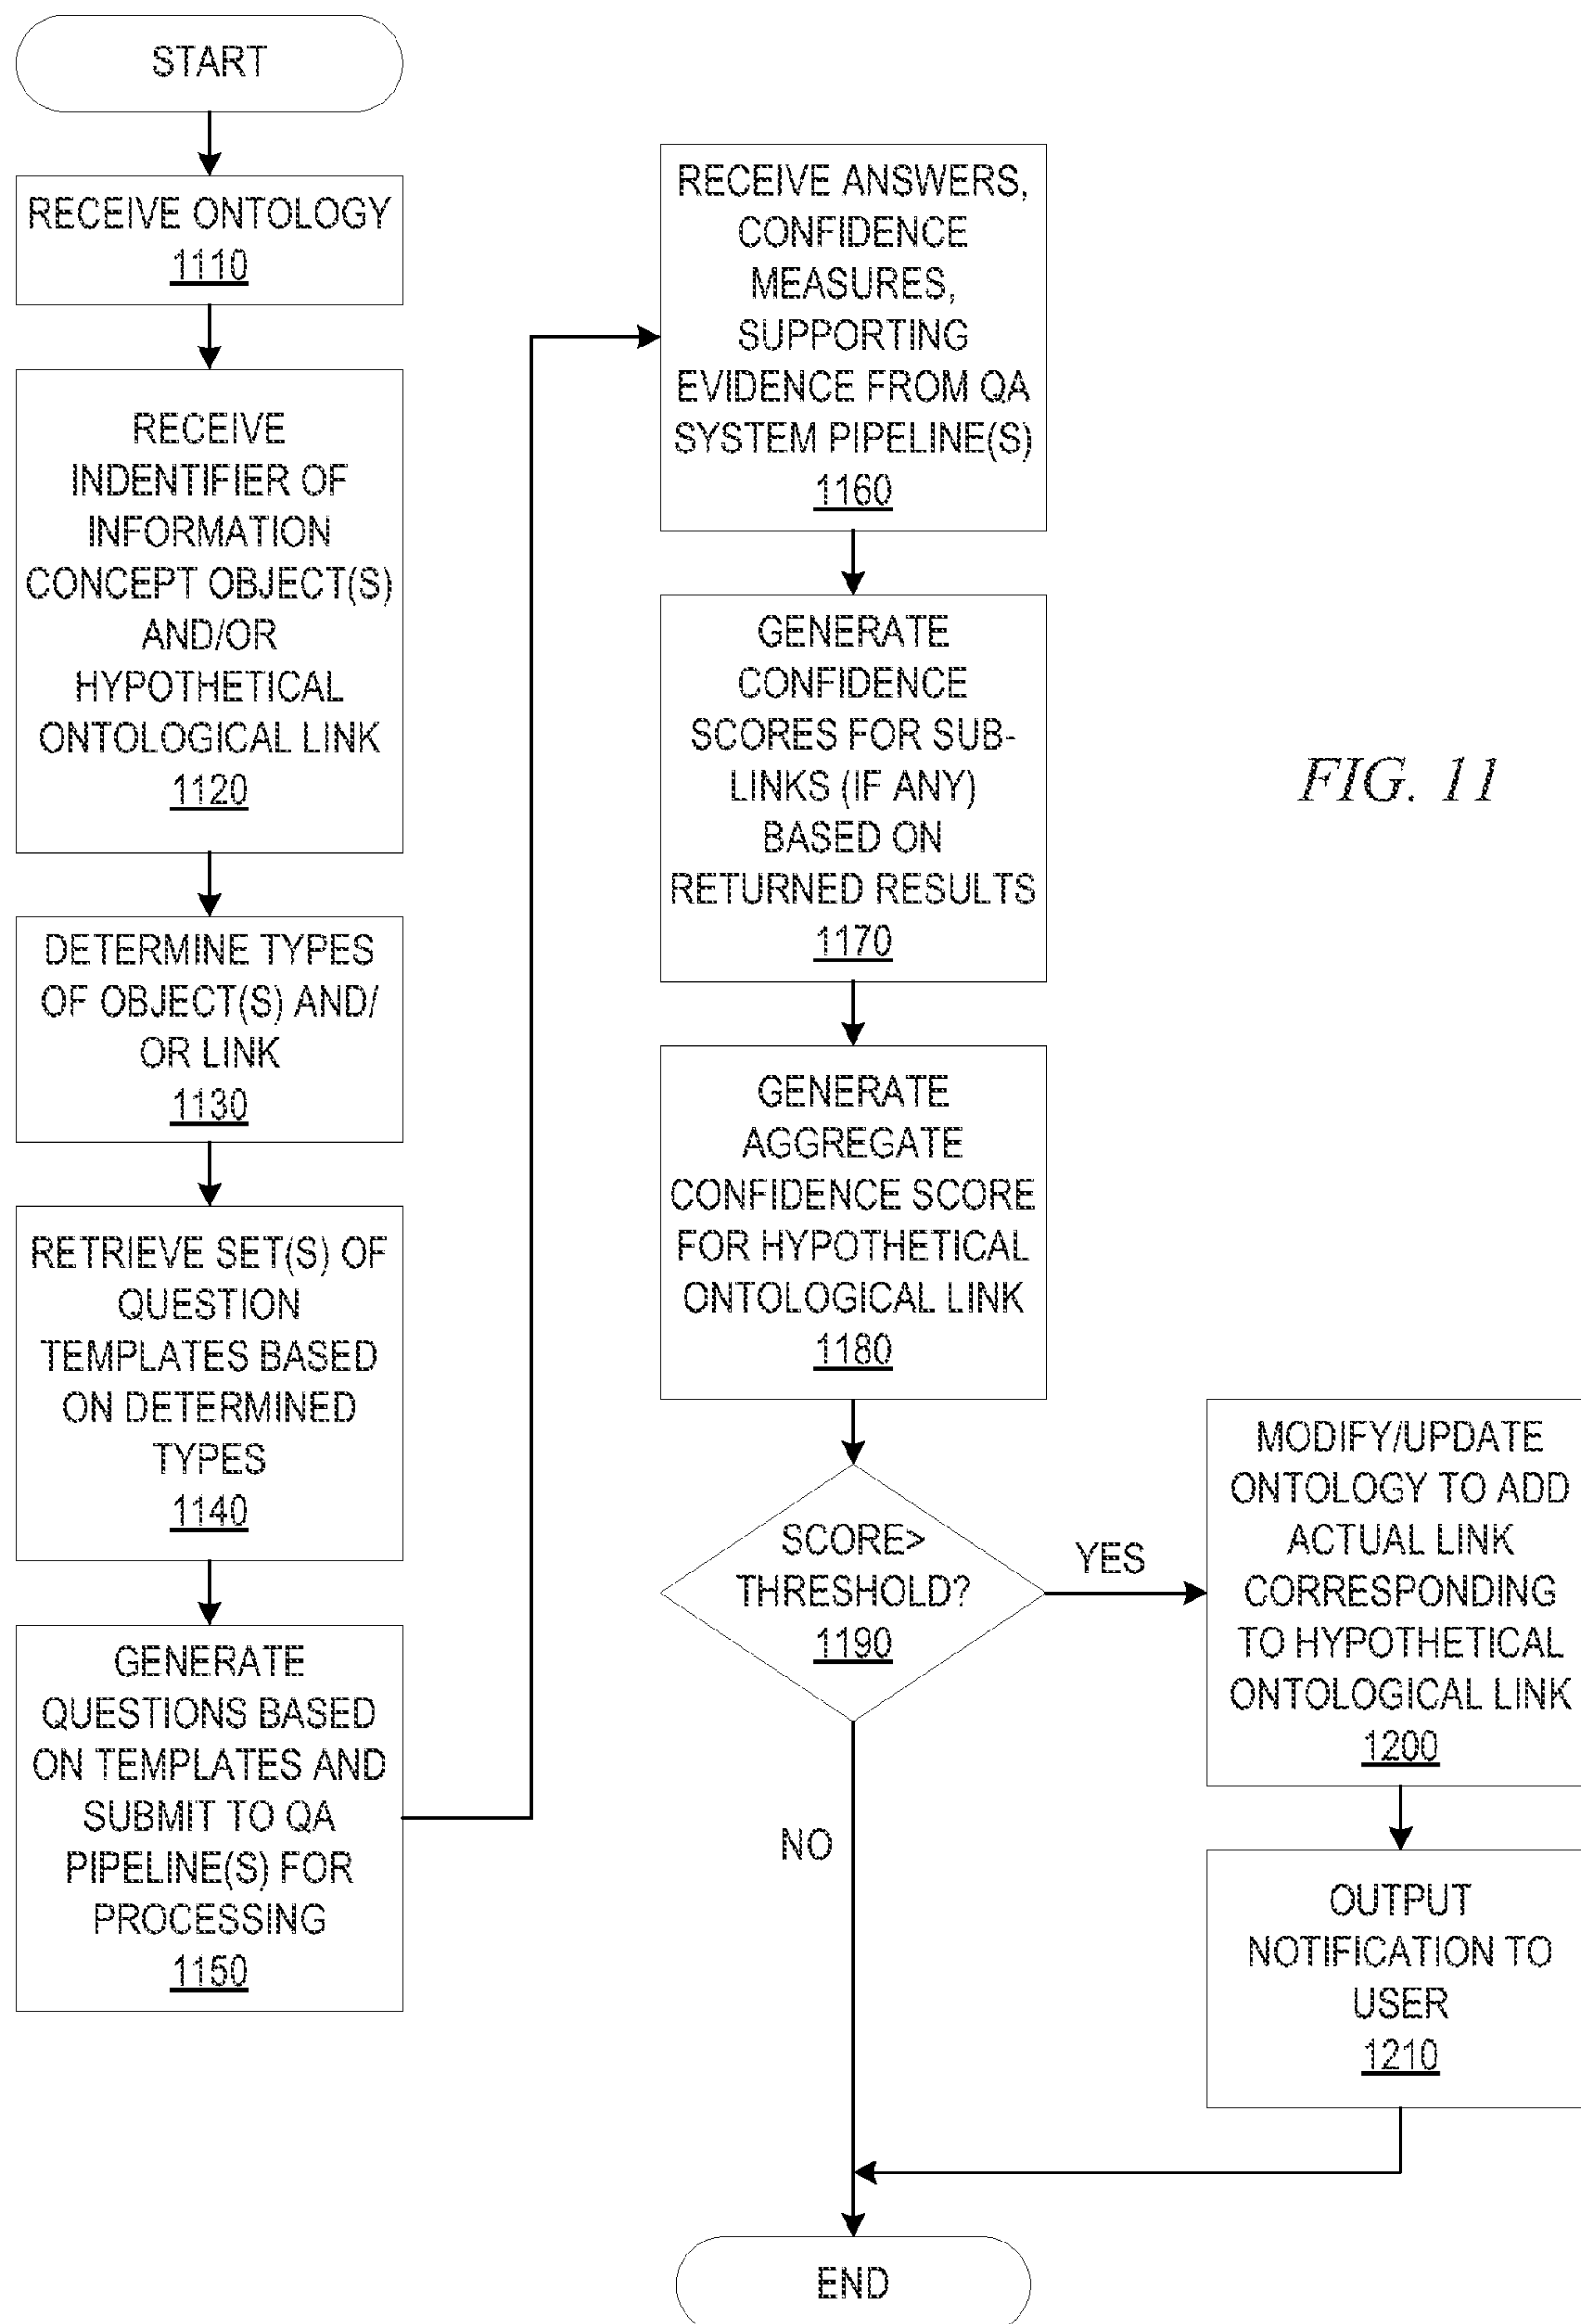 START
RECEIVE ONTOLOGY
1110
RECEIVE
INDENTIFIER OF
INFORMATION
CONCEPT OBJECT(S)
AND/OR
HYPOTHETICAL
ONTOLOGICAL LINK
1120
DETERMINE TYPES
OF OBJECT(S) AND/
OR LINK
1130
RETRIEVE SET(S) OF
QUESTION
TEMPLATES BASED
ON DETERMINED
TYPES
1140
GENERATE
QUESTIONS BASED
ON TEMPLATES AND
SUBMIT TO QA
PIPELINE(S) FOR
PROCESSING
1150
RECEIVE ANSWERS,
CONFIDENCE
MEASURES,
SUPPORTING
EVIDENCE FROM QA
SYSTEM PIPELINE(S)
1160
GENERATE
CONFIDENCE
SCORES FOR SUB-
LINKS (IF ANY)
BASED ON
RETURNED RESULTS
1170
GENERATE
AGGREGATE
CONFIDENCE SCORE
FOR HYPOTHETICAL
ONTOLOGICAL LINK
1180
SCORE>
THRESHOLD?
1190
YES
NO
MODIFY/UPDATE
ONTOLOGY TO ADD
ACTUAL LINK
CORRESPONDING
TO HYPOTHETICAL
ONTOLOGICAL LINK
1200
OUTPUT
NOTIFICATION TO
USER
1210
END
FIG. 11